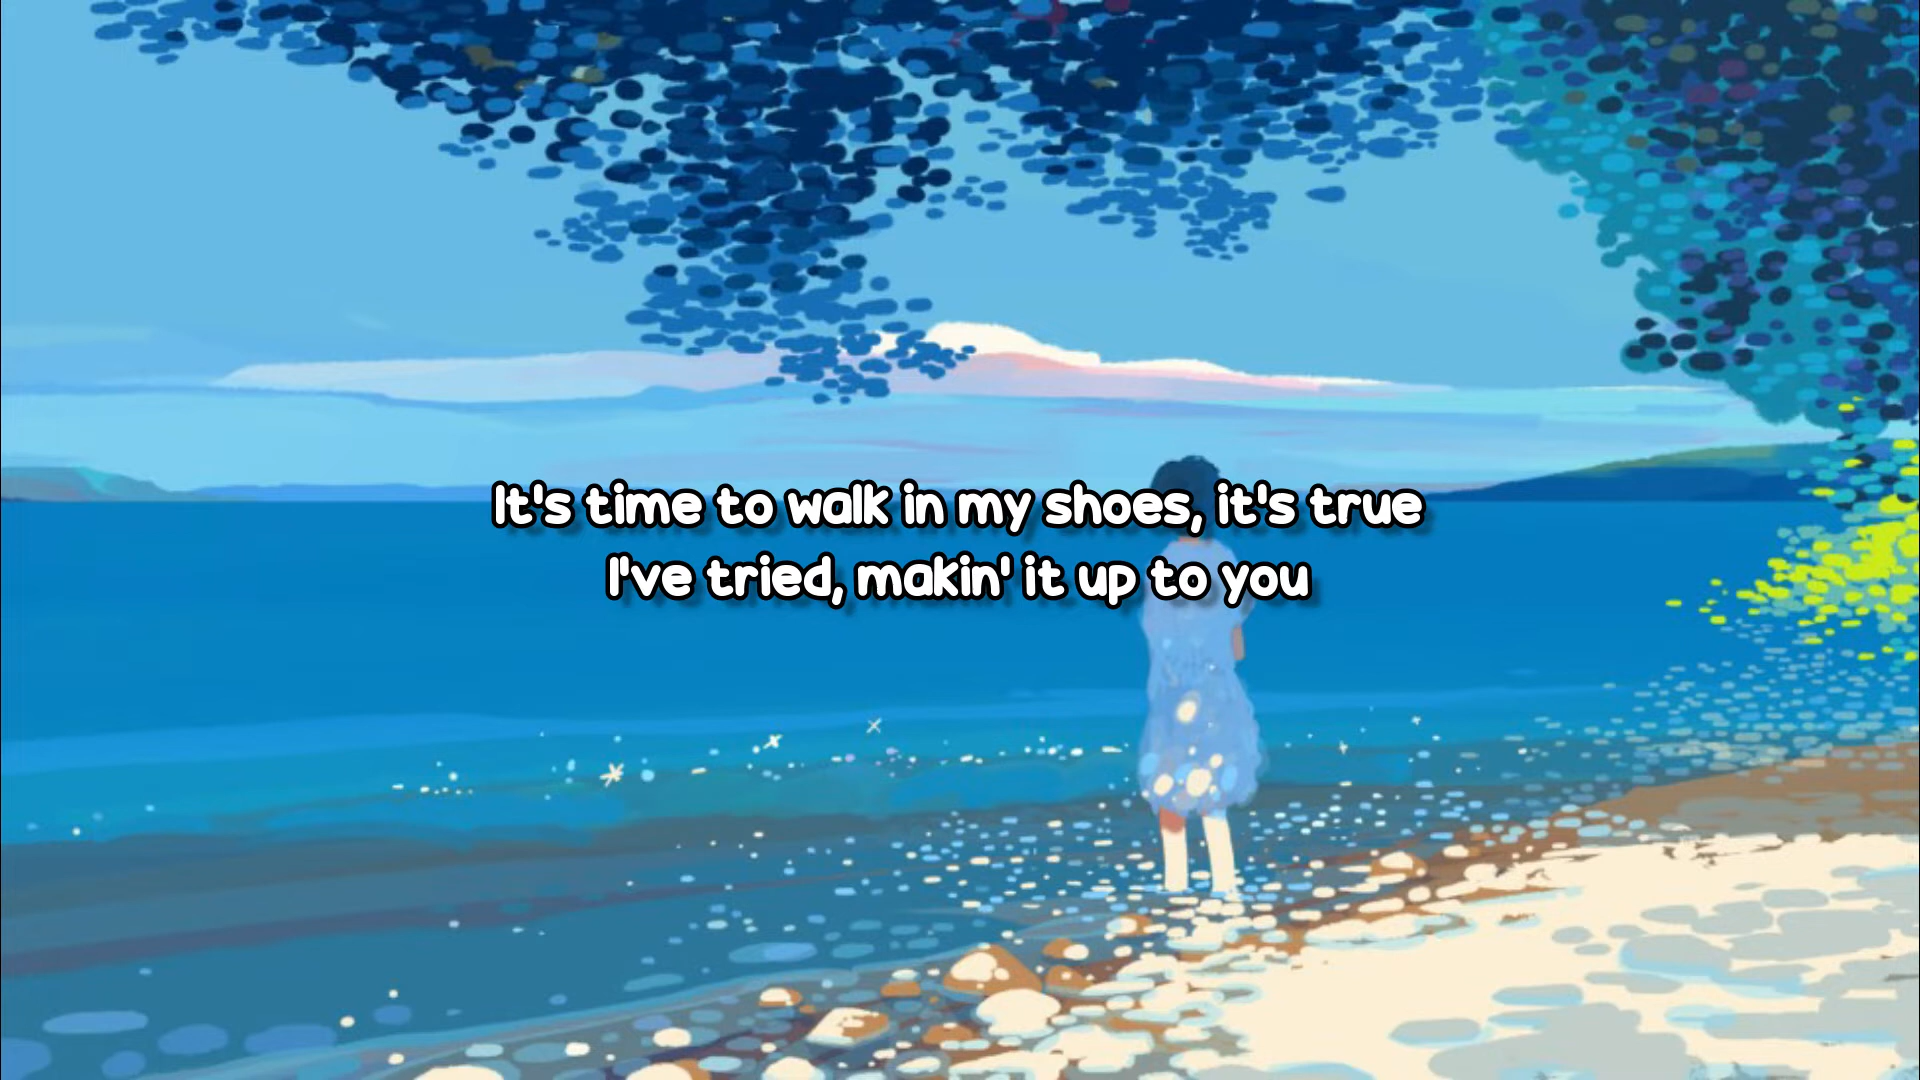 It's time to walk in my shoes, it's true
I've tried, makin' it up to you